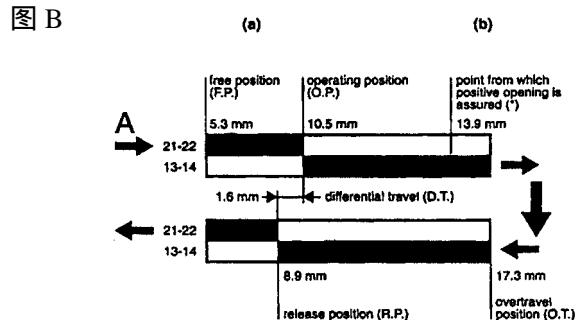 图 B
(a)
(b)
free position
(F.P.)
5.3 mm
operating position
(O.P.)
10.5 mm
point from which
positive opening is
assured (*)
13.9 mm
A
21-22
13-14
1.6 mm
differential travel (D.T.)
21-22
13-14
8.9 mm
17.3 mm
release position (R.P.)
overtravel
position (O.T.)